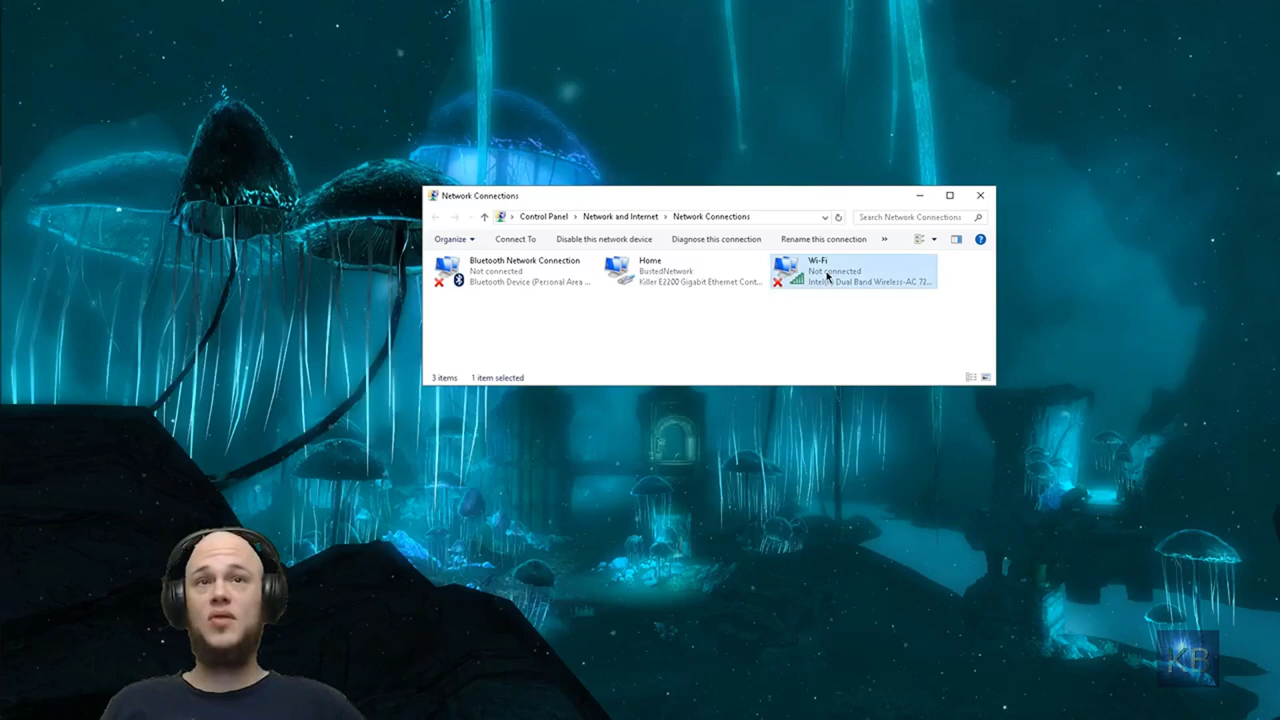 Network Connections
Control Panel > Network and Internet > Network Connections
Search Network Connections
Organize Connect To Disable this network device Diagnose this connection Rename this connection »
Bluetooth Network Connection
Not connected
Bluetooth Device (Personal Area ...
Home
BustedNetwork
Killer E2200 Gigabit Ethernet Cont...
Wi-Fi
Not connected
Intel(R) Dual Band Wireless-AC 72...
3 items 1 item selected
KB